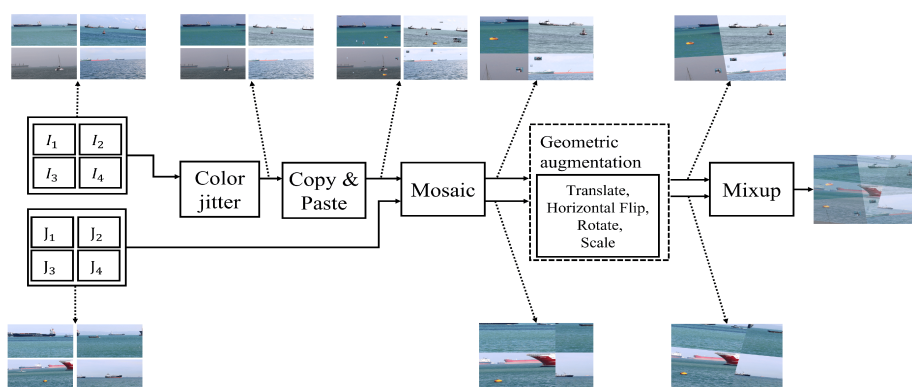 I₁ I₂
I₃ I₄
J₁ J₂
J₃ J₄
Color
jitter
Copy &
Paste
Mosaic
Geometric
augmentation
Translate,
Horizontal Flip,
Rotate,
Scale
Mixup